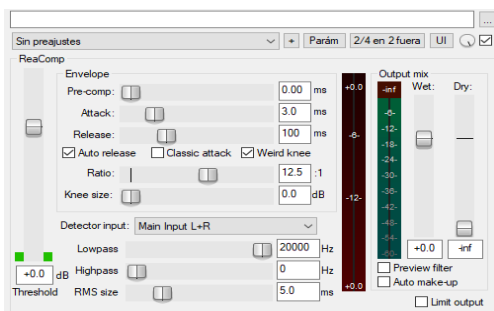 ...
Sin preajustes + Parám 2/4 en 2 fuera UI
ReaComp
Envelope
Pre-comp: 0.00 ms
Attack: 3.0 ms
Release: 100 ms
Auto release Classic attack Weird knee
Ratio: 12.5 :1
Knee size: 0.0 dB
Detector input: Main Input L+R
Lowpass 20000 Hz
Highpass 0 Hz
RMS size 5.0 ms
+0.0 dB
Threshold
+0.0
-6-
-12-
+0.0
Output mix
Wet: Dry:
-inf
-6-
-12-
-18-
-24-
-30-
-36-
-42-
-48-
-54-
+0.0 -inf
Preview filter
Auto make-up
Limit output